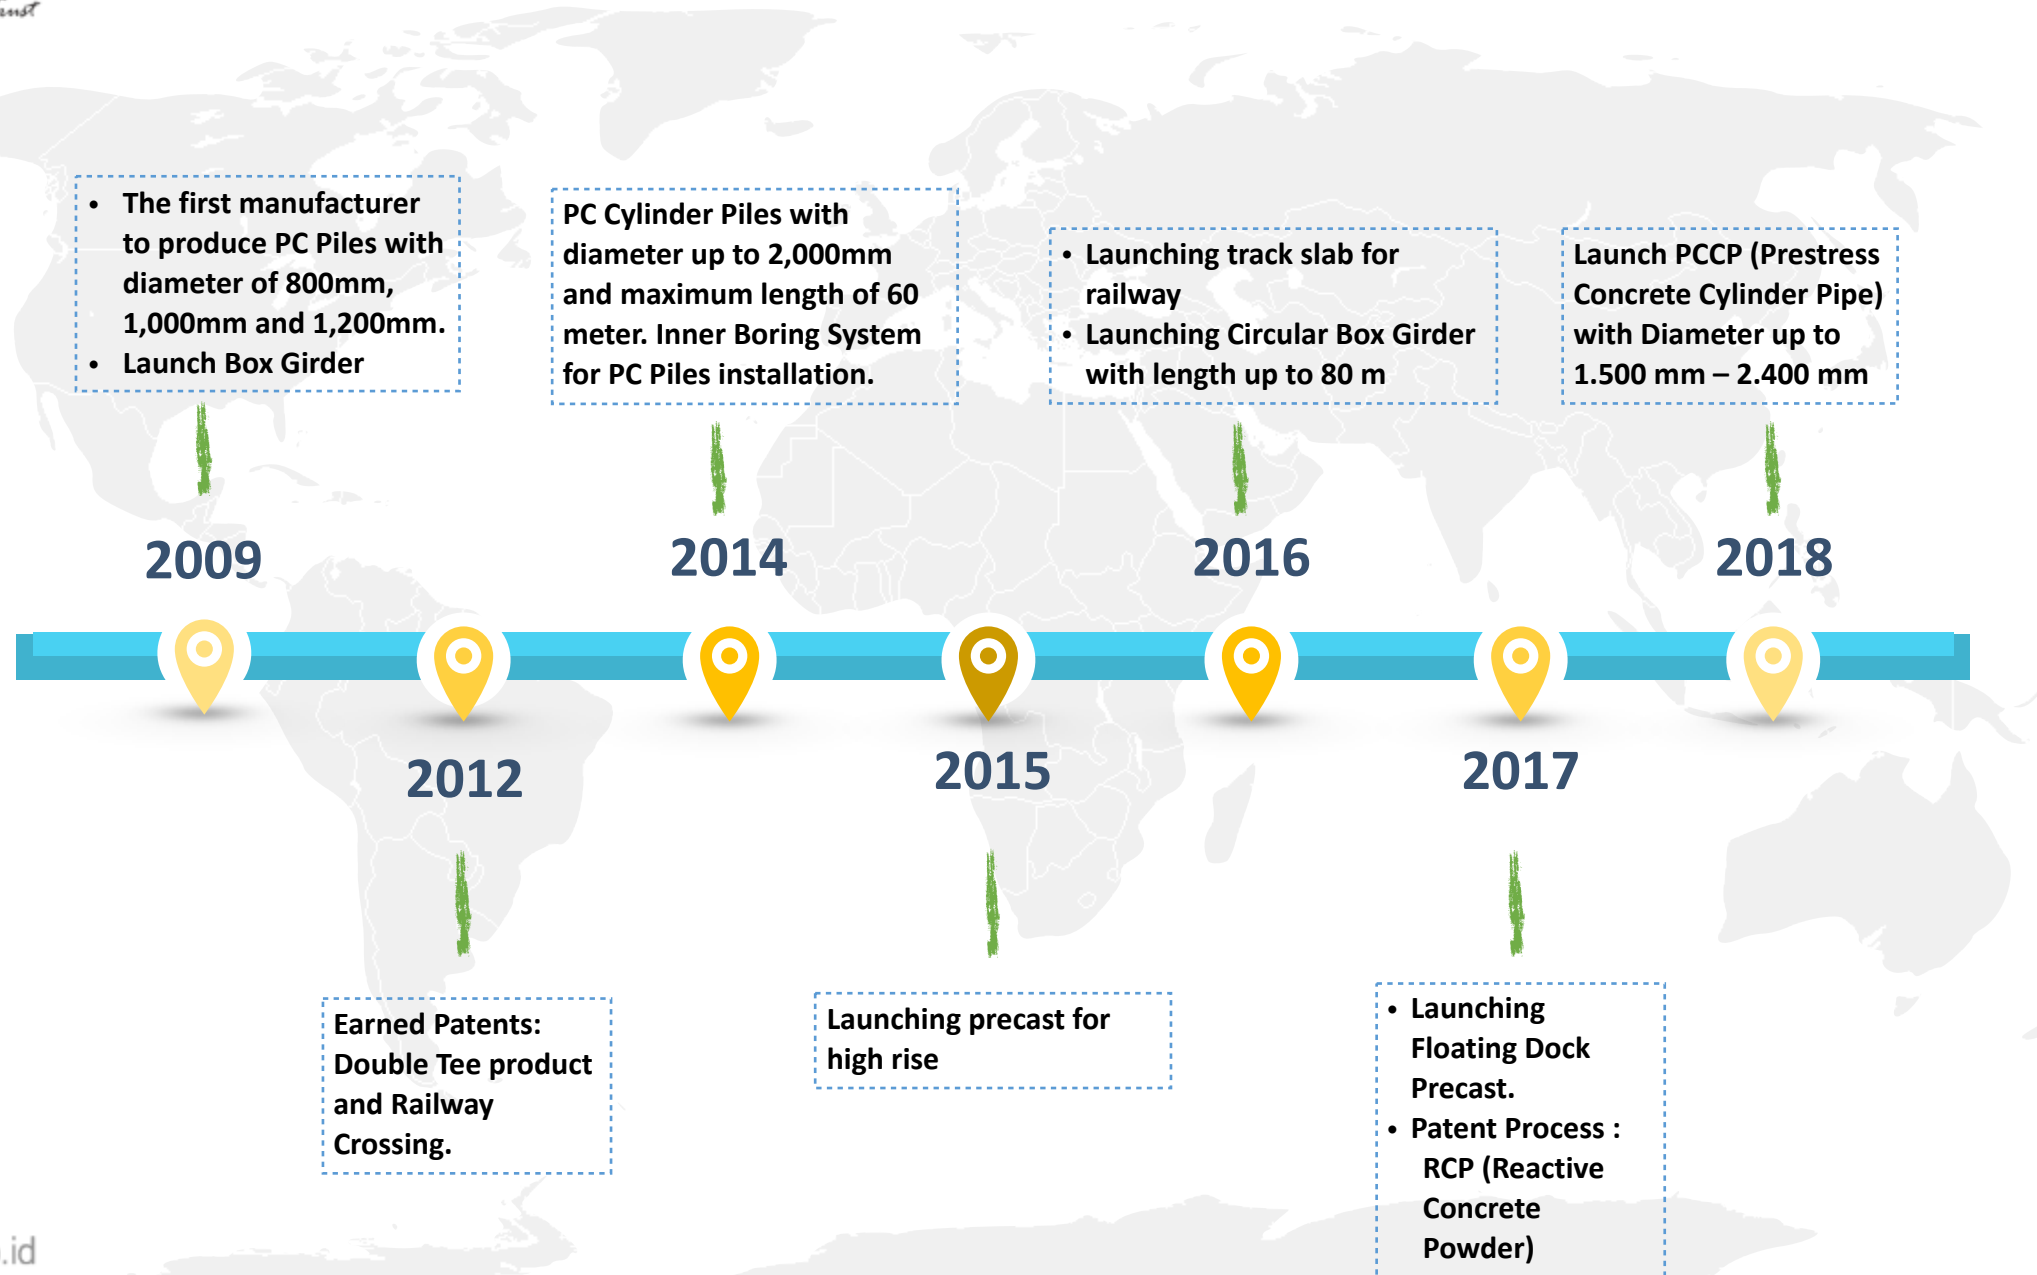 • The first manufacturer
to produce PC Piles with
diameter of 800mm,
1,000mm and 1,200mm.
• Launch Box Girder
2009
PC Cylinder Piles with
diameter up to 2,000mm
and maximum length of 60
meter. Inner Boring System
for PC Piles installation.
2014
• Launching track slab for
railway
• Launching Circular Box Girder
with length up to 80 m
2016
Launch PCCP (Prestress
Concrete Cylinder Pipe)
with Diameter up to
1.500 mm – 2.400 mm
2018
2012
Earned Patents:
Double Tee product
and Railway
Crossing.
2015
Launching precast for
high rise
2017
• Launching
Floating Dock
Precast.
• Patent Process :
RCP (Reactive
Concrete
Powder)
.id